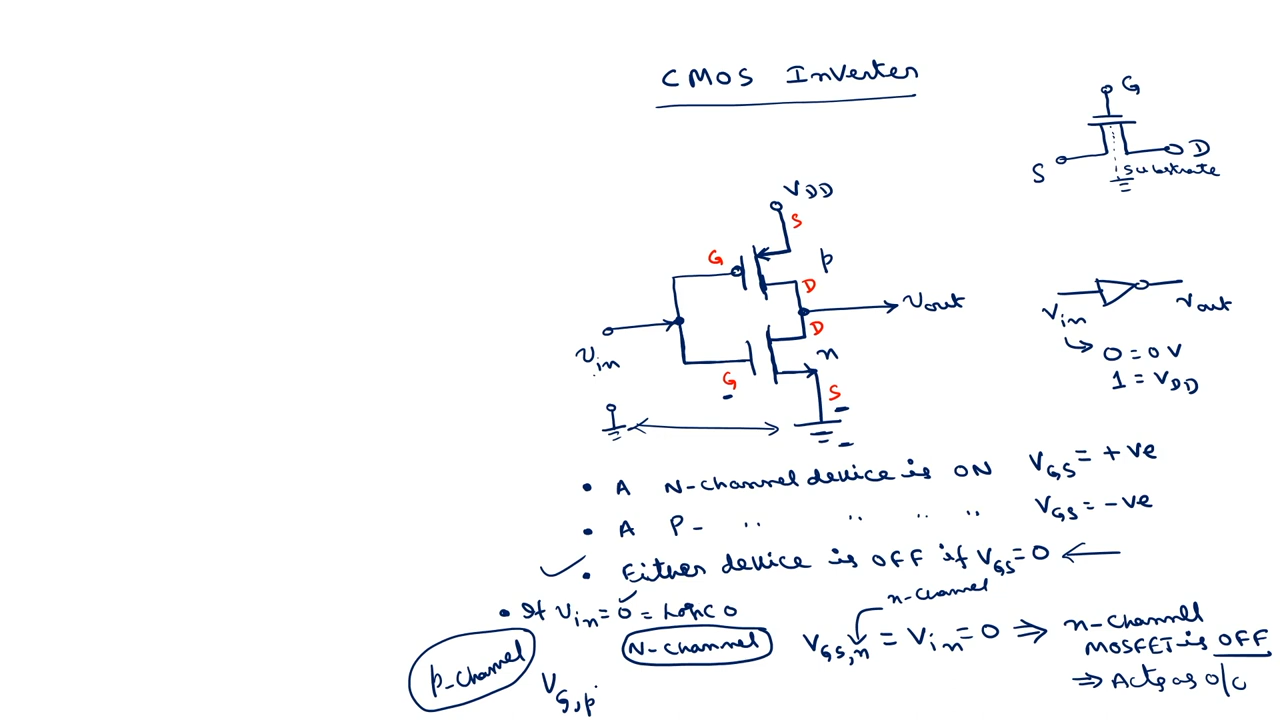 CMOS Inverter
G
S
D
Substrate
VDD
S
G
p
D
Vout
D
Vin
n
G
S
Vin
Vout
0 = 0V
1 = VDD
• A N-channel device is ON VGS = +ve
• A P- " " " " VGS = -ve
• Either device is OFF if VGS = 0
• If Vin = 0 = Logic 0
n-channel
N-channel
VGS,n = Vin = 0 ⇒ n-channel
MOSFET is OFF
⇒ Acts as o/c
p-channel
VG,p